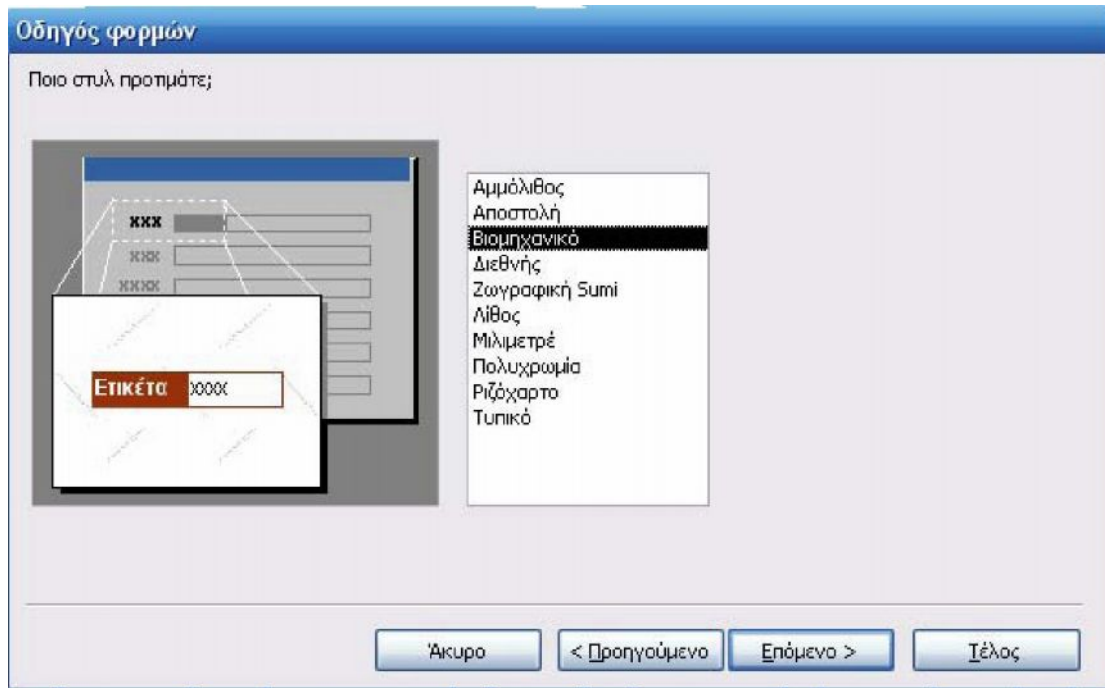 Οδηγός φορμών
Ποιο στυλ προτιμάτε;
xxx
xxx
xxxx
Ετικέτα xxxx
Αμμόλιθος
Αποστολή
Βιομηχανικό
Διεθνής
Ζωγραφική Sumi
Λίθος
Μιλιμετρέ
Πολυχρωμία
Ριζόχαρτο
Τυπικό
Άκυρο < Προηγούμενο Επόμενο > Τέλος